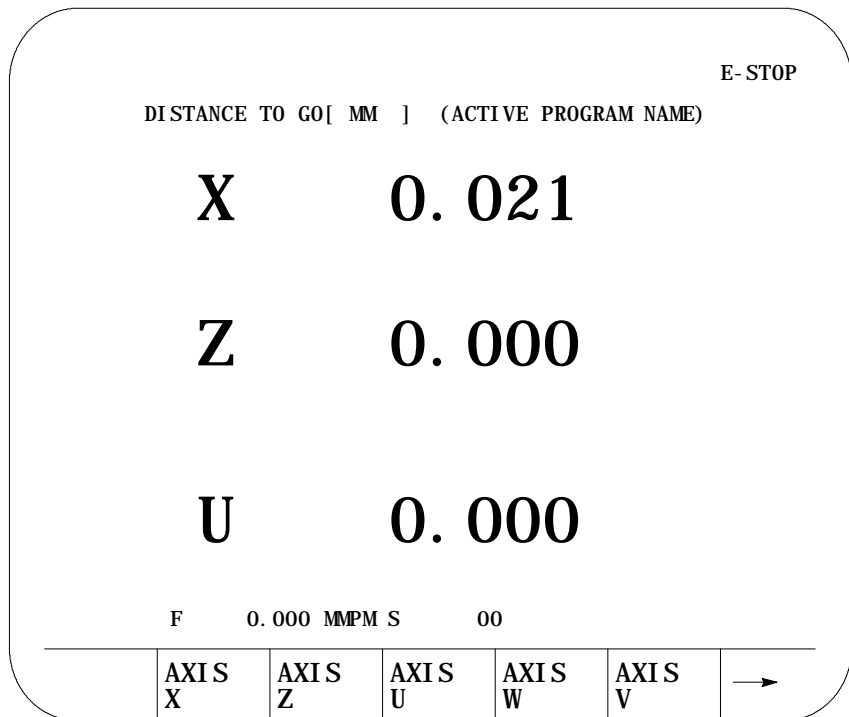 E-STOP
DISTANCE TO GO[ MM ] (ACTIVE PROGRAM NAME)
X 0.021
Z 0.000
U 0.000
F 0.000 MMPM S 00
AXIS X AXIS Z AXIS U AXIS W AXIS V →